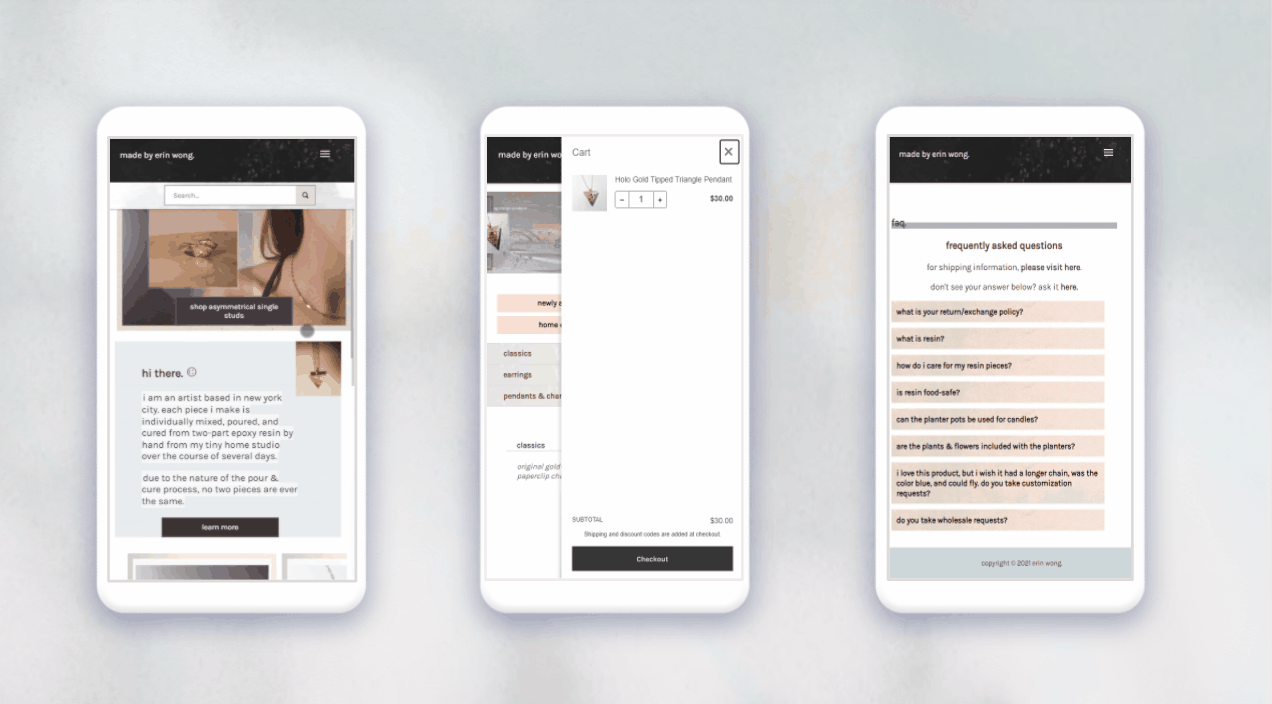 made by erin wong.
Search...
shop asymmetrical single
studs
hi there. ☺
i am an artist based in new york
city. each piece i make is
individually mixed, poured, and
cured from two-part epoxy resin by
hand from my tiny home studio
over the course of several days.
due to the nature of the pour &
cure process, no two pieces are ever
the same.
learn more
made by erin wo
Cart
Holo Gold Tipped Triangle Pendant
− 1 + $30.00
newly a
home
classics
earrings
pendants & char
classics
original gold
paperclip cha
SUBTOTAL $30.00
Shipping and discount codes are added at checkout.
Checkout
made by erin wong.
faq.
frequently asked questions
for shipping information, please visit here.
don't see your answer below? ask it here.
what is your return/exchange policy?
what is resin?
how do i care for my resin pieces?
is resin food-safe?
can the planter pots be used for candles?
are the plants & flowers included with the planters?
i love this product, but i wish it had a longer chain, was the
color blue, and could fly. do you take customization
requests?
do you take wholesale requests?
copyright © 2021 erin wong.